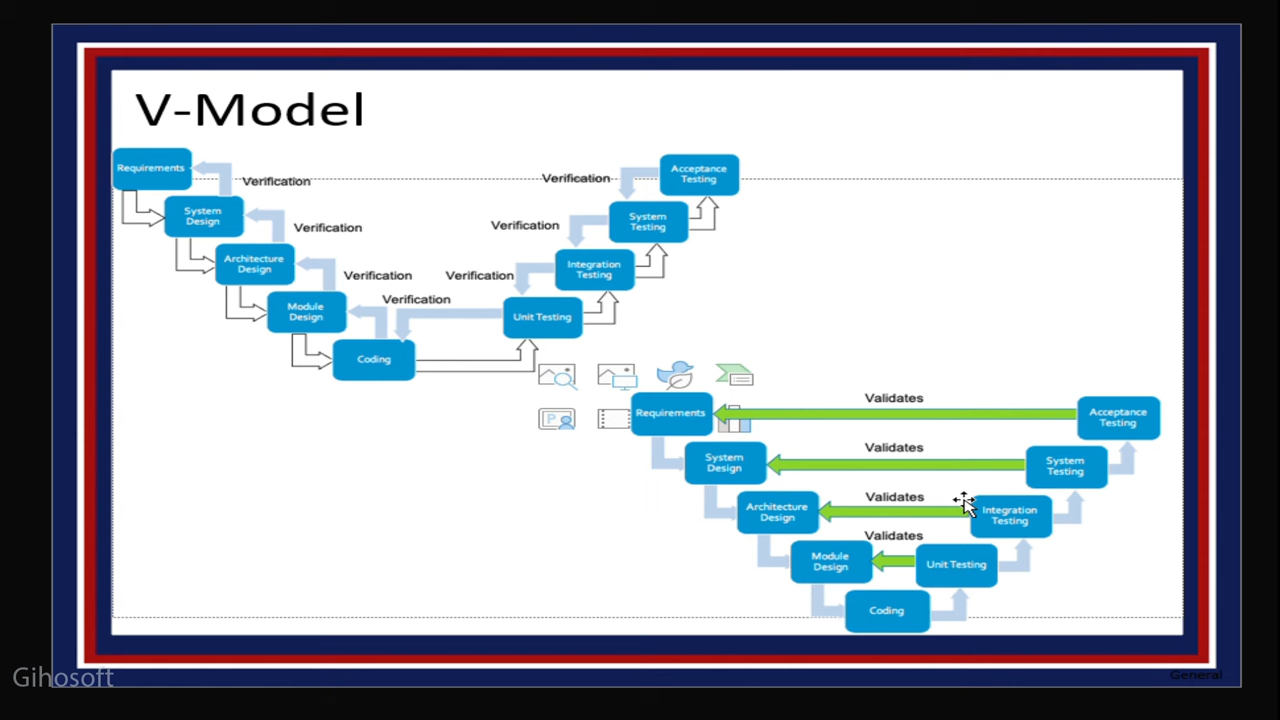 V-Model
Requirements
Verification
System
Design
Verification
Architecture
Design
Verification
Module
Design
Verification
Coding
Unit Testing
Verification
Integration
Testing
Verification
System
Testing
Verification
Acceptance
Testing
Requirements
Validates
Acceptance
Testing
System
Design
Validates
System
Testing
Architecture
Design
Validates
Integration
Testing
Module
Design
Validates
Unit Testing
Coding
P
Gihosoft
General